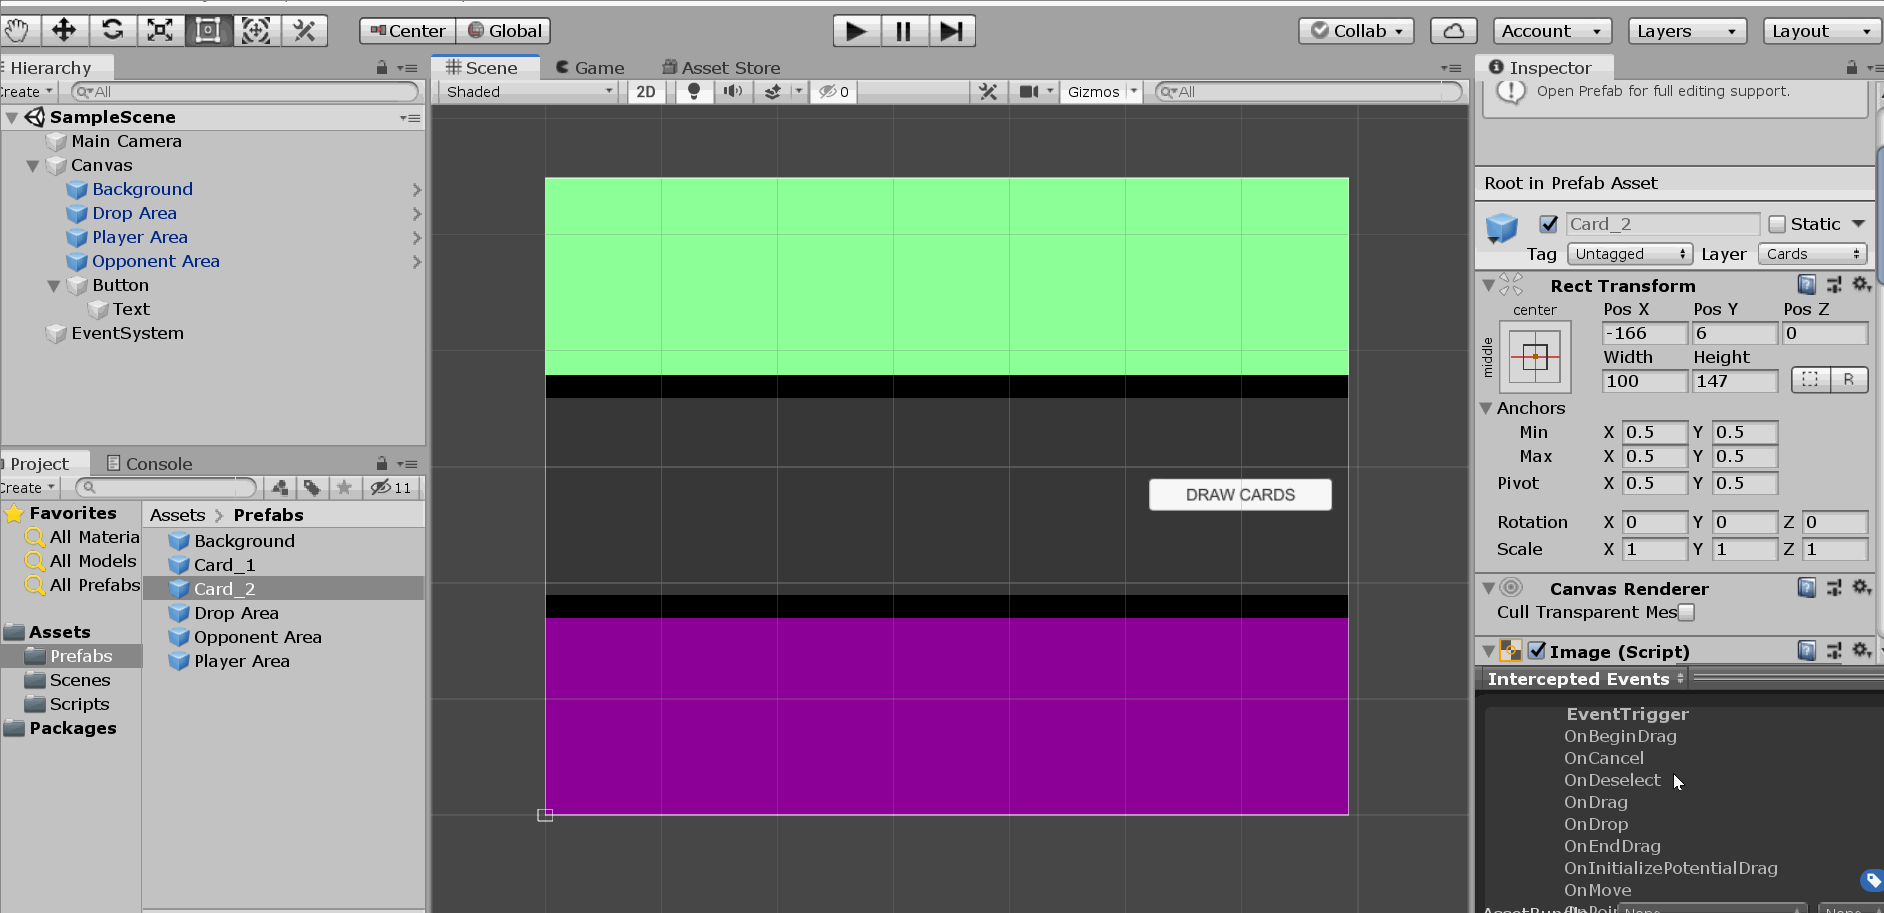 Center Global Collab Account Layers Layout
Hierarchy
All
SampleScene
Main Camera
Canvas
Background
Drop Area
Player Area
Opponent Area
Button
Text
EventSystem
Project Console
11
Favorites
All Materia
All Models
All Prefabs
Assets
Prefabs
Scenes
Scripts
Packages
Assets Prefabs
Background
Card_1
Card_2
Drop Area
Opponent Area
Player Area
Scene Game Asset Store
Shaded 2D 0 Gizmos All
DRAW CARDS
Inspector
Open Prefab for full editing support.
Root in Prefab Asset
Card_2 Static
Tag Untagged Layer Cards
Rect Transform
center Pos X Pos Y Pos Z
middle -166 6 0
Width Height
100 147 R
Anchors
Min X 0.5 Y 0.5
Max X 0.5 Y 0.5
Pivot X 0.5 Y 0.5
Rotation X 0 Y 0 Z 0
Scale X 1 Y 1 Z 1
Canvas Renderer
Cull Transparent Mes
Image (Script)
Intercepted Events
EventTrigger
OnBeginDrag
OnCancel
OnDeselect
OnDrag
OnDrop
OnEndDrag
OnInitializePotentialDrag
OnMove